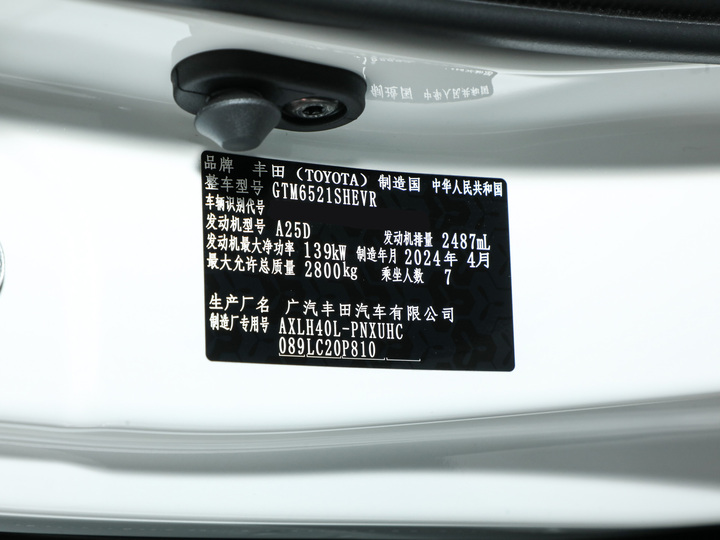 品牌 丰田（TOYOTA） 制造国 中华人民共和国
整车型号 GTM6521SHEVR
车辆识别代号
发动机型号 A25D 发动机排量 2487mL
发动机最大净功率 139kW 制造年月 2024年 4月
最大允许总质量 2800kg 乘坐人数 7
生产厂名 广汽丰田汽车有限公司
制造厂专用号 AXLH40L-PNXUHC
089LC20P810